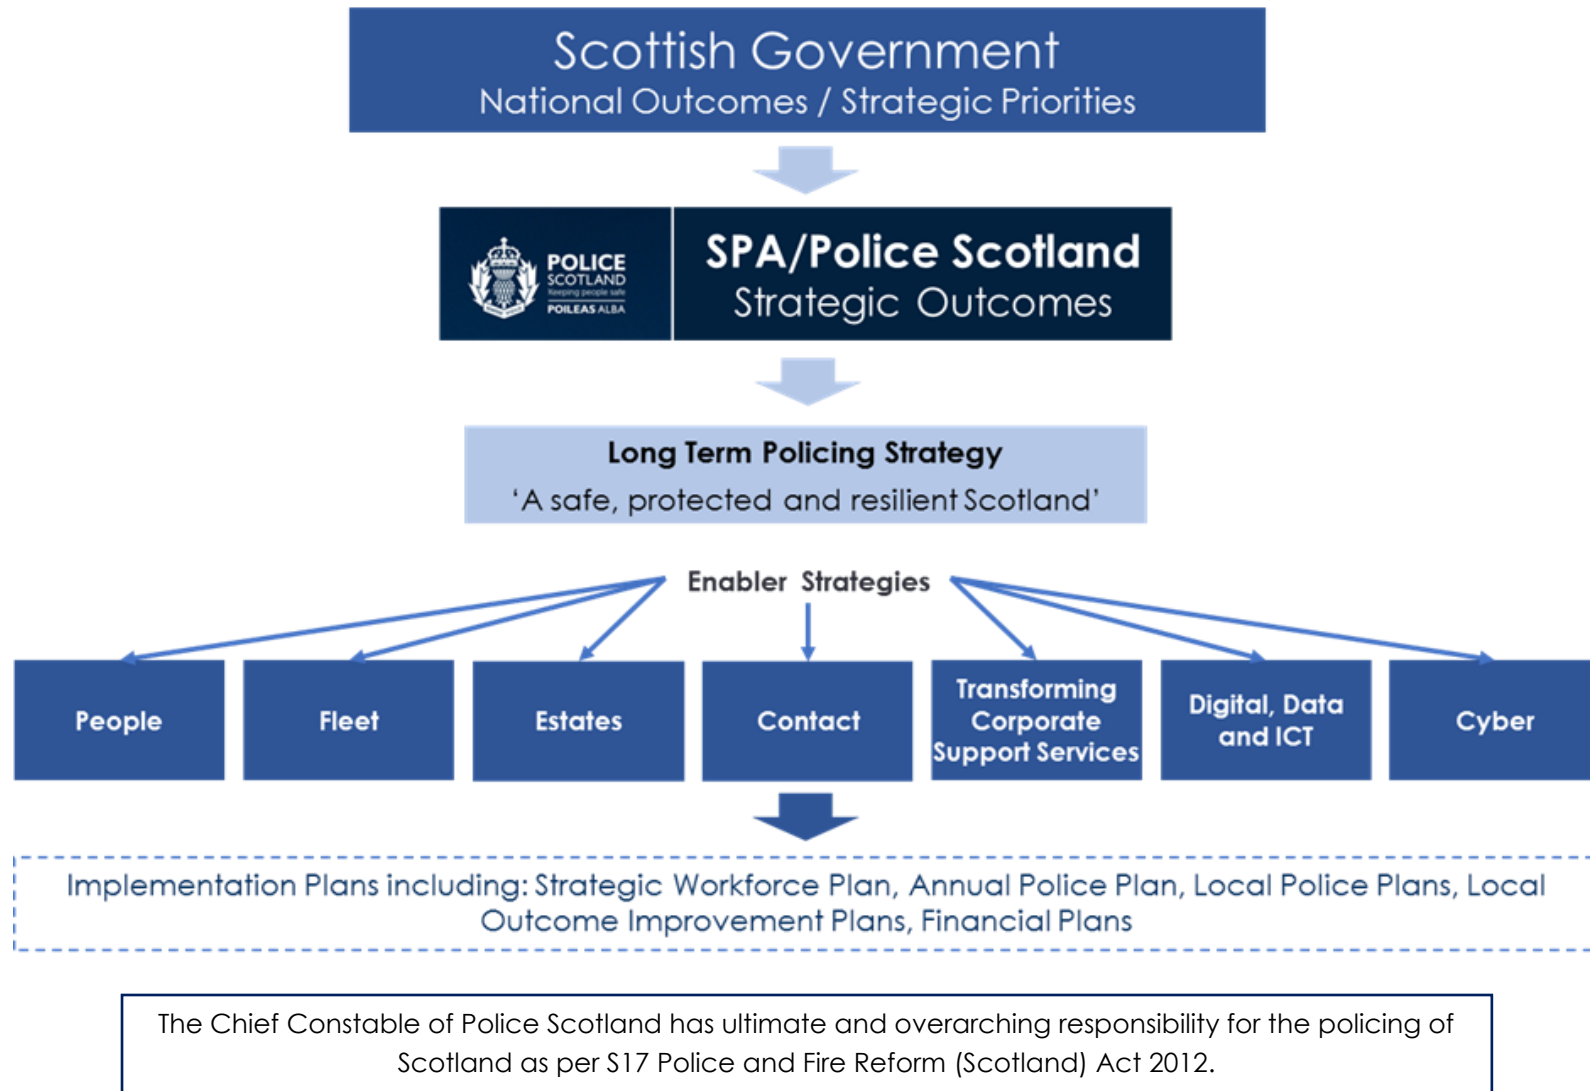 Scottish Government
National Outcomes / Strategic Priorities
POLICE
SCOTLAND
Keeping people safe
POILEAS ALBA
SPA/Police Scotland
Strategic Outcomes
Long Term Policing Strategy
‘A safe, protected and resilient Scotland’
Enabler Strategies
People
Fleet
Estates
Contact
Transforming
Corporate
Support Services
Digital, Data
and ICT
Cyber
Implementation Plans including: Strategic Workforce Plan, Annual Police Plan, Local Police Plans, Local
Outcome Improvement Plans, Financial Plans
The Chief Constable of Police Scotland has ultimate and overarching responsibility for the policing of
Scotland as per S17 Police and Fire Reform (Scotland) Act 2012.